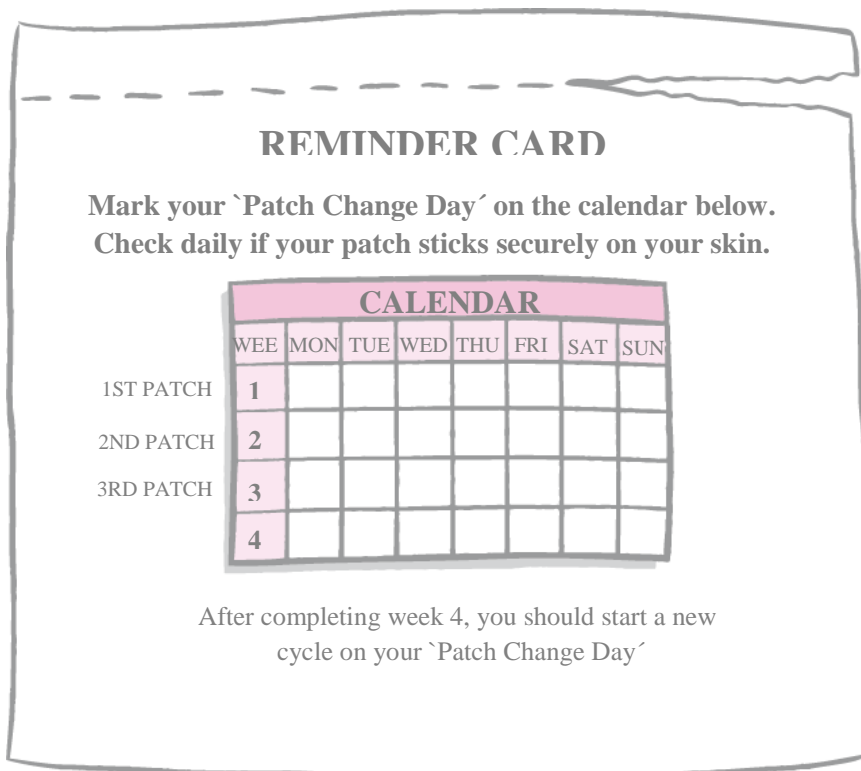 REMINDER CARD
Mark your `Patch Change Day´ on the calendar below.
Check daily if your patch sticks securely on your skin.
CALENDAR
WEE MON TUE WED THU FRI SAT SUN
1ST PATCH 1
2ND PATCH 2
3RD PATCH 3
4
After completing week 4, you should start a new
cycle on your `Patch Change Day´